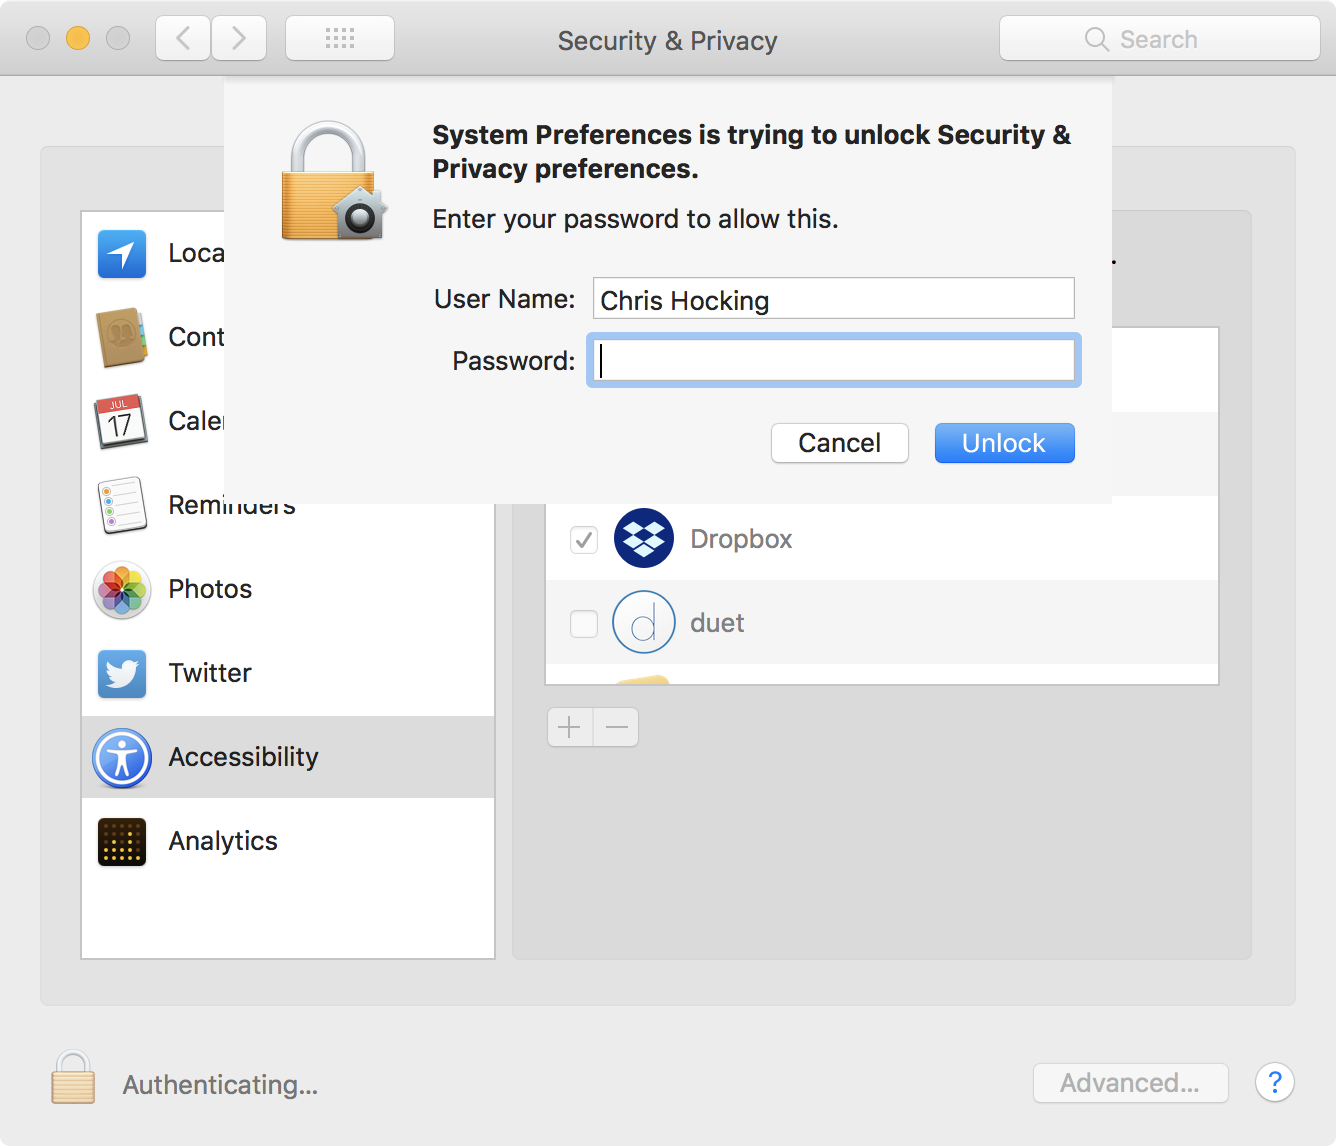 Security & Privacy
Search
System Preferences is trying to unlock Security &
Privacy preferences.
Enter your password to allow this.
User Name: Chris Hocking
Password:
Cancel
Unlock
Loca
Cont
JUL
17
Cale
Reminders
Photos
Twitter
Accessibility
Analytics
Dropbox
d
duet
Authenticating...
Advanced...
?